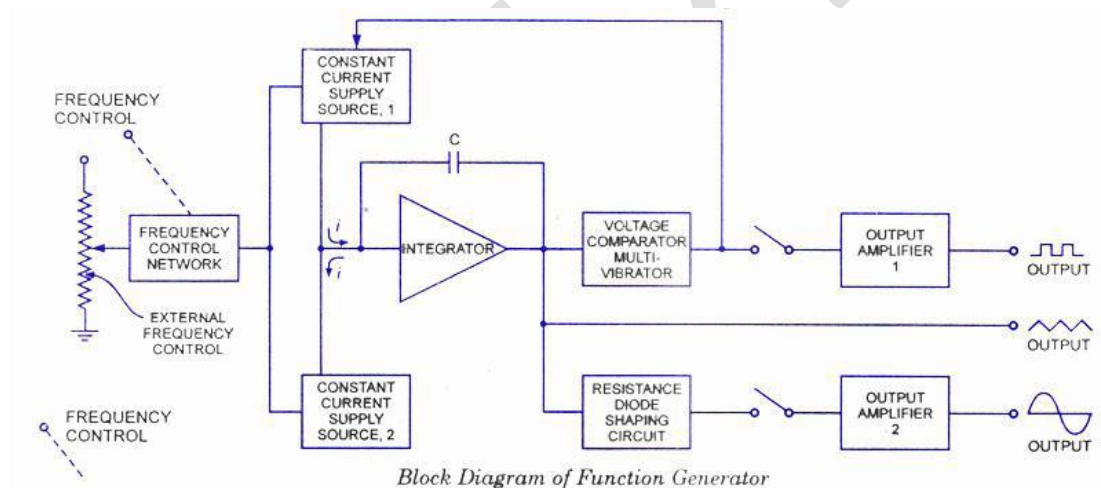 CONSTANT
CURRENT
SUPPLY
SOURCE, 1
FREQUENCY
CONTROL
C
FREQUENCY
CONTROL
NETWORK
i
i
INTEGRATOR
VOLTAGE
COMPARATOR
MULTI-
VIBRATOR
OUTPUT
AMPLIFIER
1
OUTPUT
EXTERNAL
FREQUENCY
CONTROL
OUTPUT
CONSTANT
CURRENT
SUPPLY
SOURCE, 2
RESISTANCE
DIODE
SHAPING
CIRCUIT
OUTPUT
AMPLIFIER
2
OUTPUT
FREQUENCY
CONTROL
Block Diagram of Function Generator